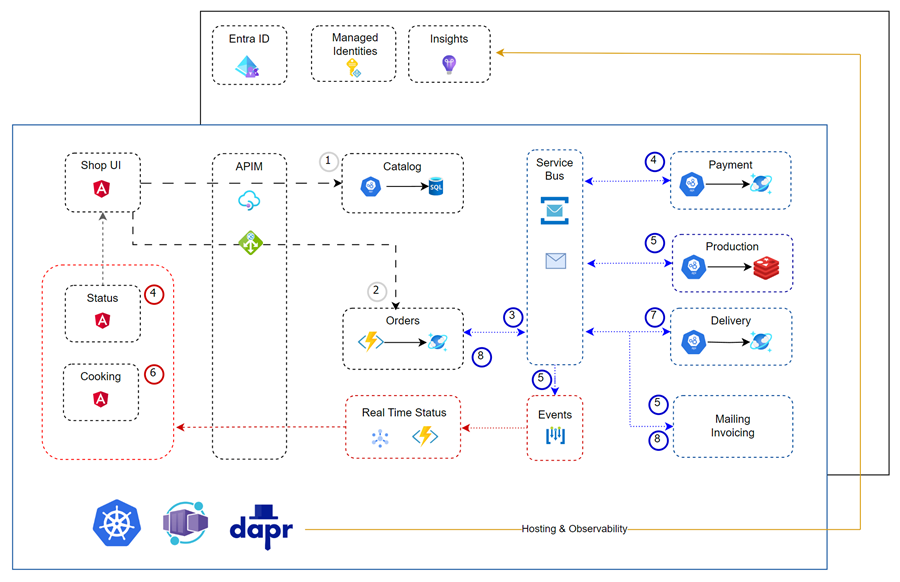 Entra ID
Managed
Identities
Insights
Shop UI
APIM
1
Catalog
SQL
Service
Bus
4
Payment
5
Production
Status
4
2
Orders
3
8
7
Delivery
Cooking
6
5
Real Time Status
Events
5
8
Mailing
Invoicing
dapr
Hosting & Observability